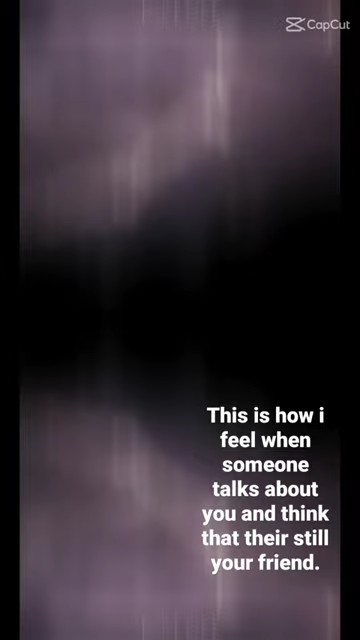 CapCut
This is how i
feel when
someone
talks about
you and think
that their still
your friend.